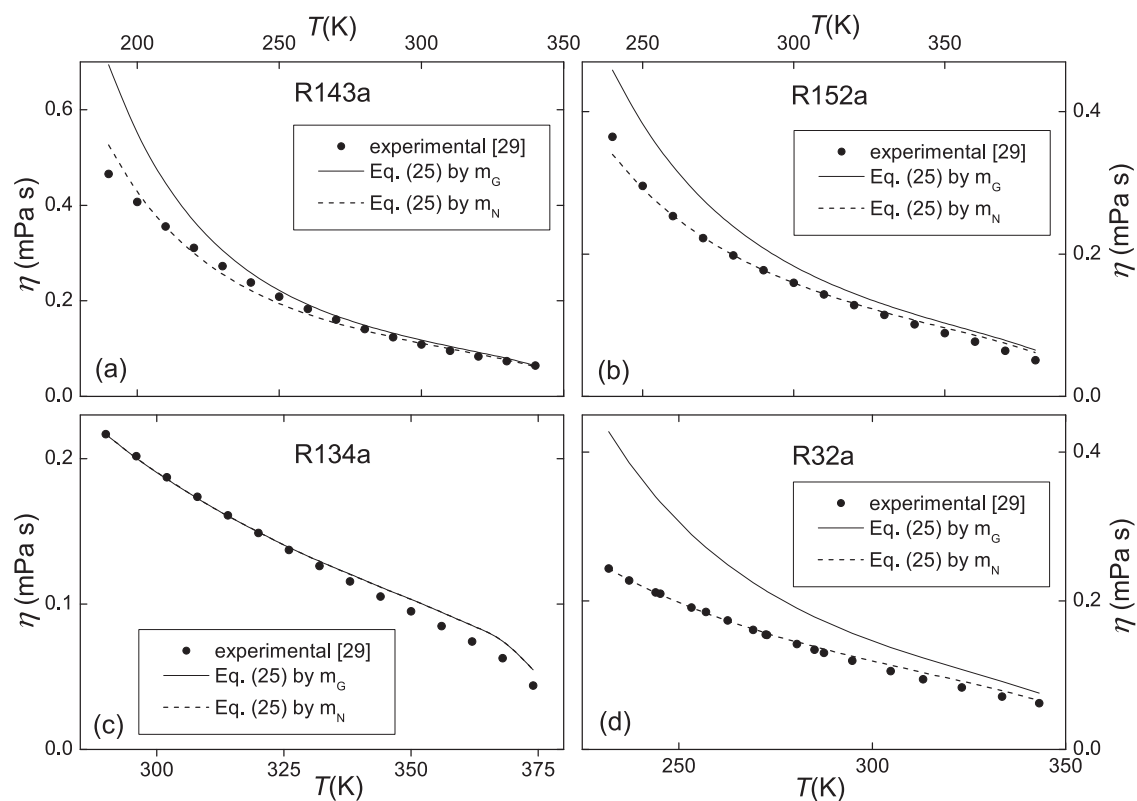 T(K)
200 250 300 350
T(K)
250 300 350
R143a
experimental [29]
Eq. (25) by m_G
Eq. (25) by m_N
η (mPa s)
0.6
0.4
0.2
0.0
(a)
R152a
experimental [29]
Eq. (25) by m_G
Eq. (25) by m_N
η (mPa s)
0.4
0.2
0.0
(b)
R134a
experimental [29]
Eq. (25) by m_G
Eq. (25) by m_N
η (mPa s)
0.2
0.1
0.0
(c)
300 325 350 375
T(K)
R32a
experimental [29]
Eq. (25) by m_G
Eq. (25) by m_N
η (mPa s)
0.4
0.2
0.0
(d)
250 300 350
T(K)